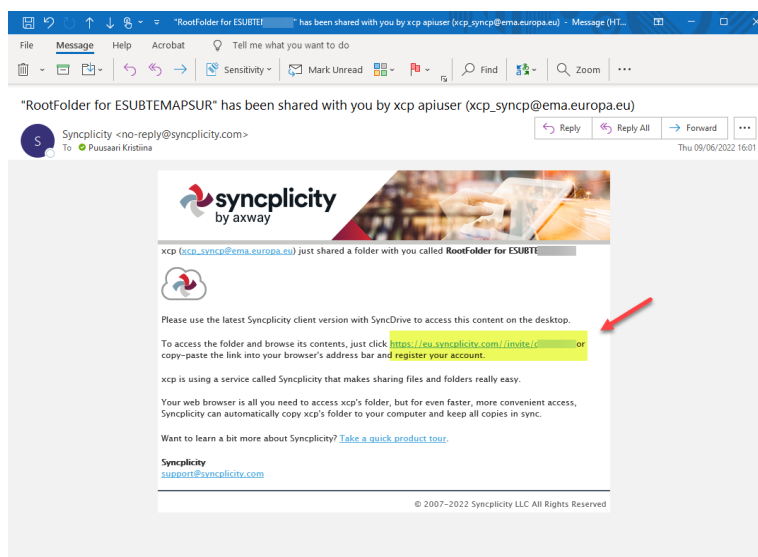 "RootFolder for ESUBTEM " has been shared with you by xcp apiuser (xcp_syncp@ema.europa.eu) - Message (HT...
File Message Help Acrobat Tell me what you want to do
Sensitivity Mark Unread Find Zoom ...
"RootFolder for ESUBTEMAPSUR" has been shared with you by xcp apiuser (xcp_syncp@ema.europa.eu)
S
Syncplicity <no-reply@syncplicity.com>
To Puusaari Kristiina
Reply Reply All Forward ...
Thu 09/06/2022 16:01
syncplicity
by axway
xcp (xcp_syncp@ema.europa.eu) just shared a folder with you called RootFolder for ESUBTE
Please use the latest Syncplicity client version with SyncDrive to access this content on the desktop.
To access the folder and browse its contents, just click https://eu.syncplicity.com//invite/c or
copy-paste the link into your browser's address bar and register your account.
xcp is using a service called Syncplicity that makes sharing files and folders really easy.
Your web browser is all you need to access xcp's folder, but for even faster, more convenient access,
Syncplicity can automatically copy xcp's folder to your computer and keep all copies in sync.
Want to learn a bit more about Syncplicity? Take a quick product tour.
Syncplicity
support@syncplicity.com
© 2007-2022 Syncplicity LLC All Rights Reserved